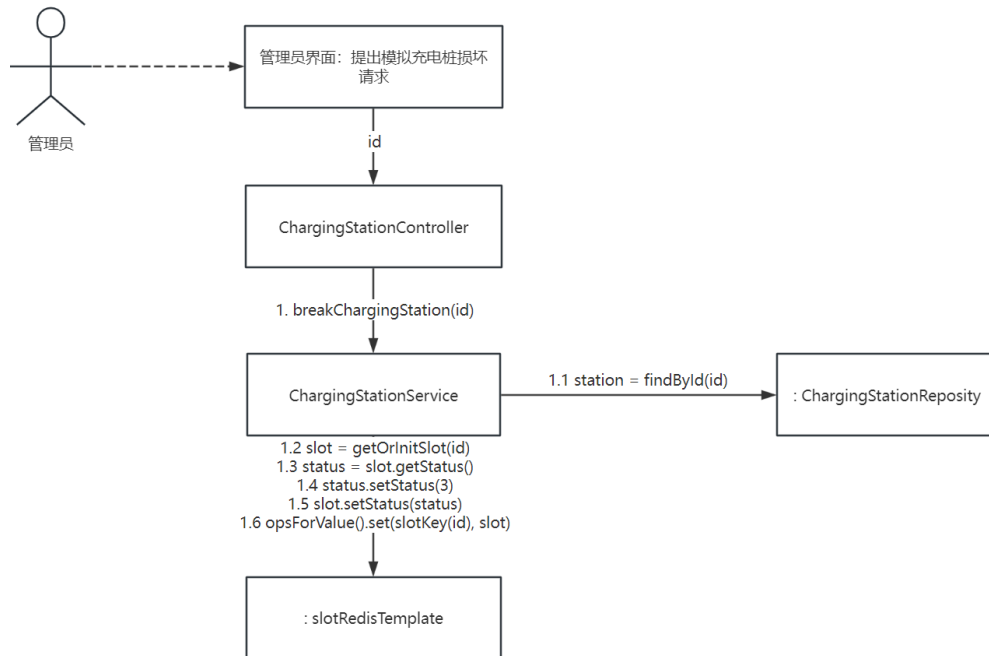 管理员界面：提出模拟充电桩损坏
请求
管理员
id
ChargingStationController
1. breakChargingStation(id)
ChargingStationService
1.1 station = findById(id)
: ChargingStationReposity
1.2 slot = getOrInitSlot(id)
1.3 status = slot.getStatus()
1.4 status.setStatus(3)
1.5 slot.setStatus(status)
1.6 opsForValue().set(slotKey(id), slot)
: slotRedisTemplate